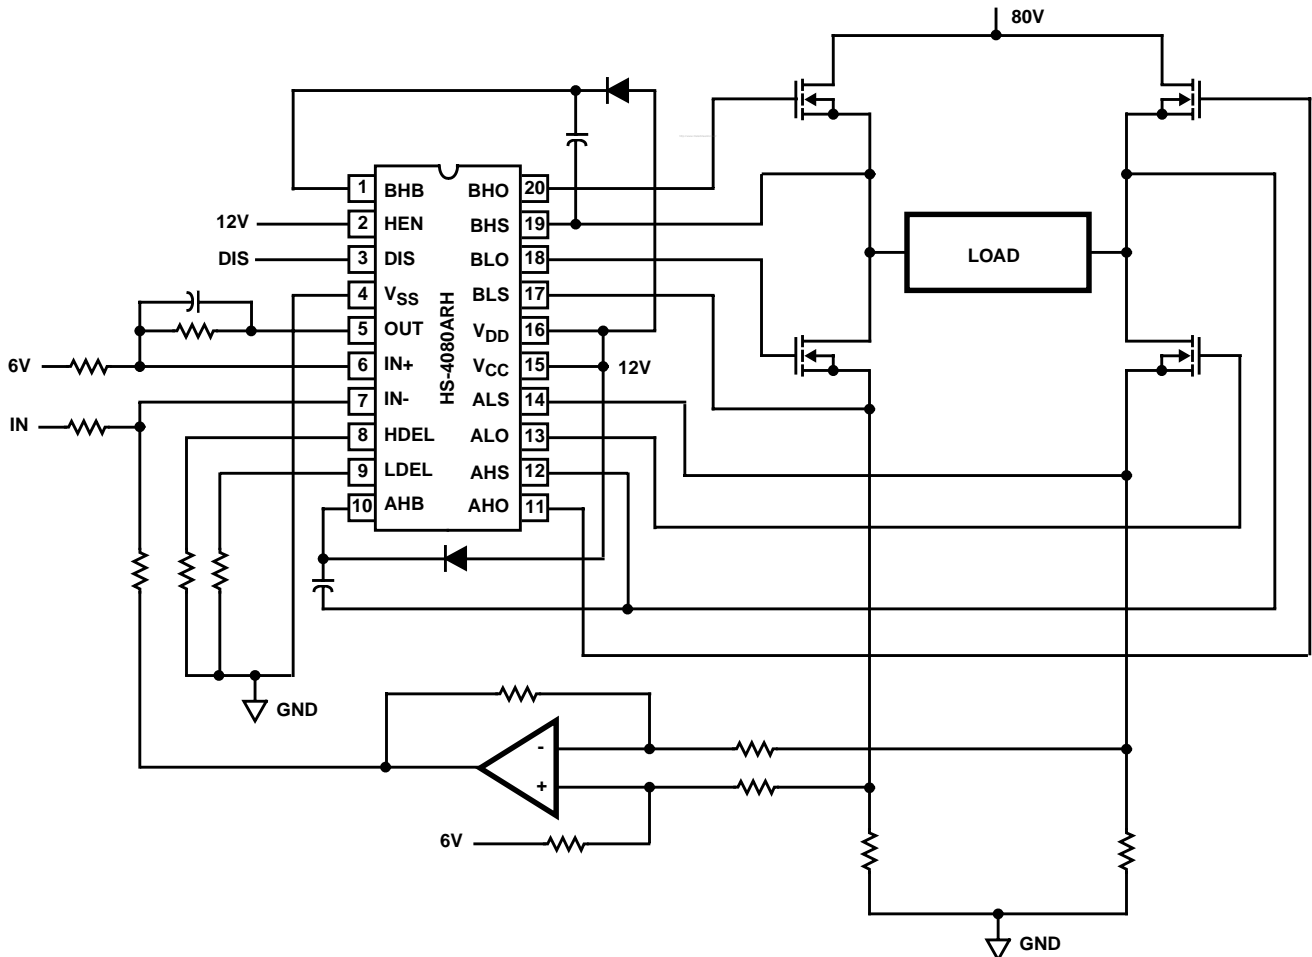 80V
1 BHB BHO 20
12V 2 HEN BHS 19
DIS 3 DIS BLO 18
4 VSS BLS 17
5 OUT VDD 16
6V 6 IN+ VCC 15 12V
IN 7 IN- ALS 14
8 HDEL ALO 13
9 LDEL AHS 12
10 AHB AHO 11
HS-4080ARH
LOAD
GND
-
+
6V
GND